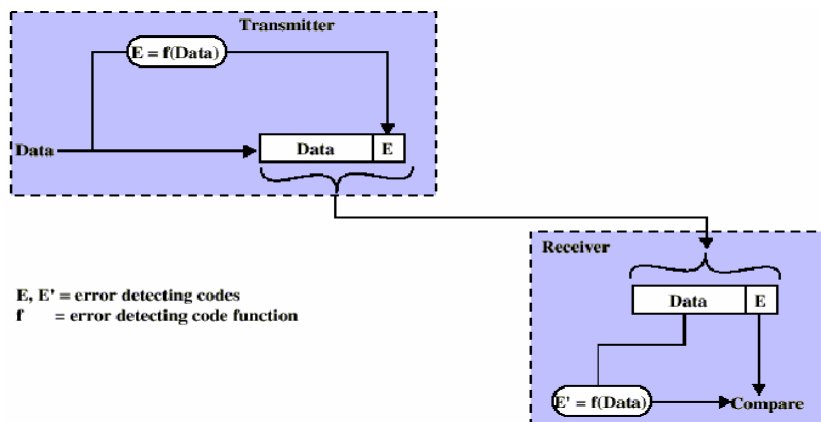 Transmitter
E = f(Data)
Data
Data E
Receiver
E, E' = error detecting codes
f = error detecting code function
Data E
E' = f(Data)
Compare